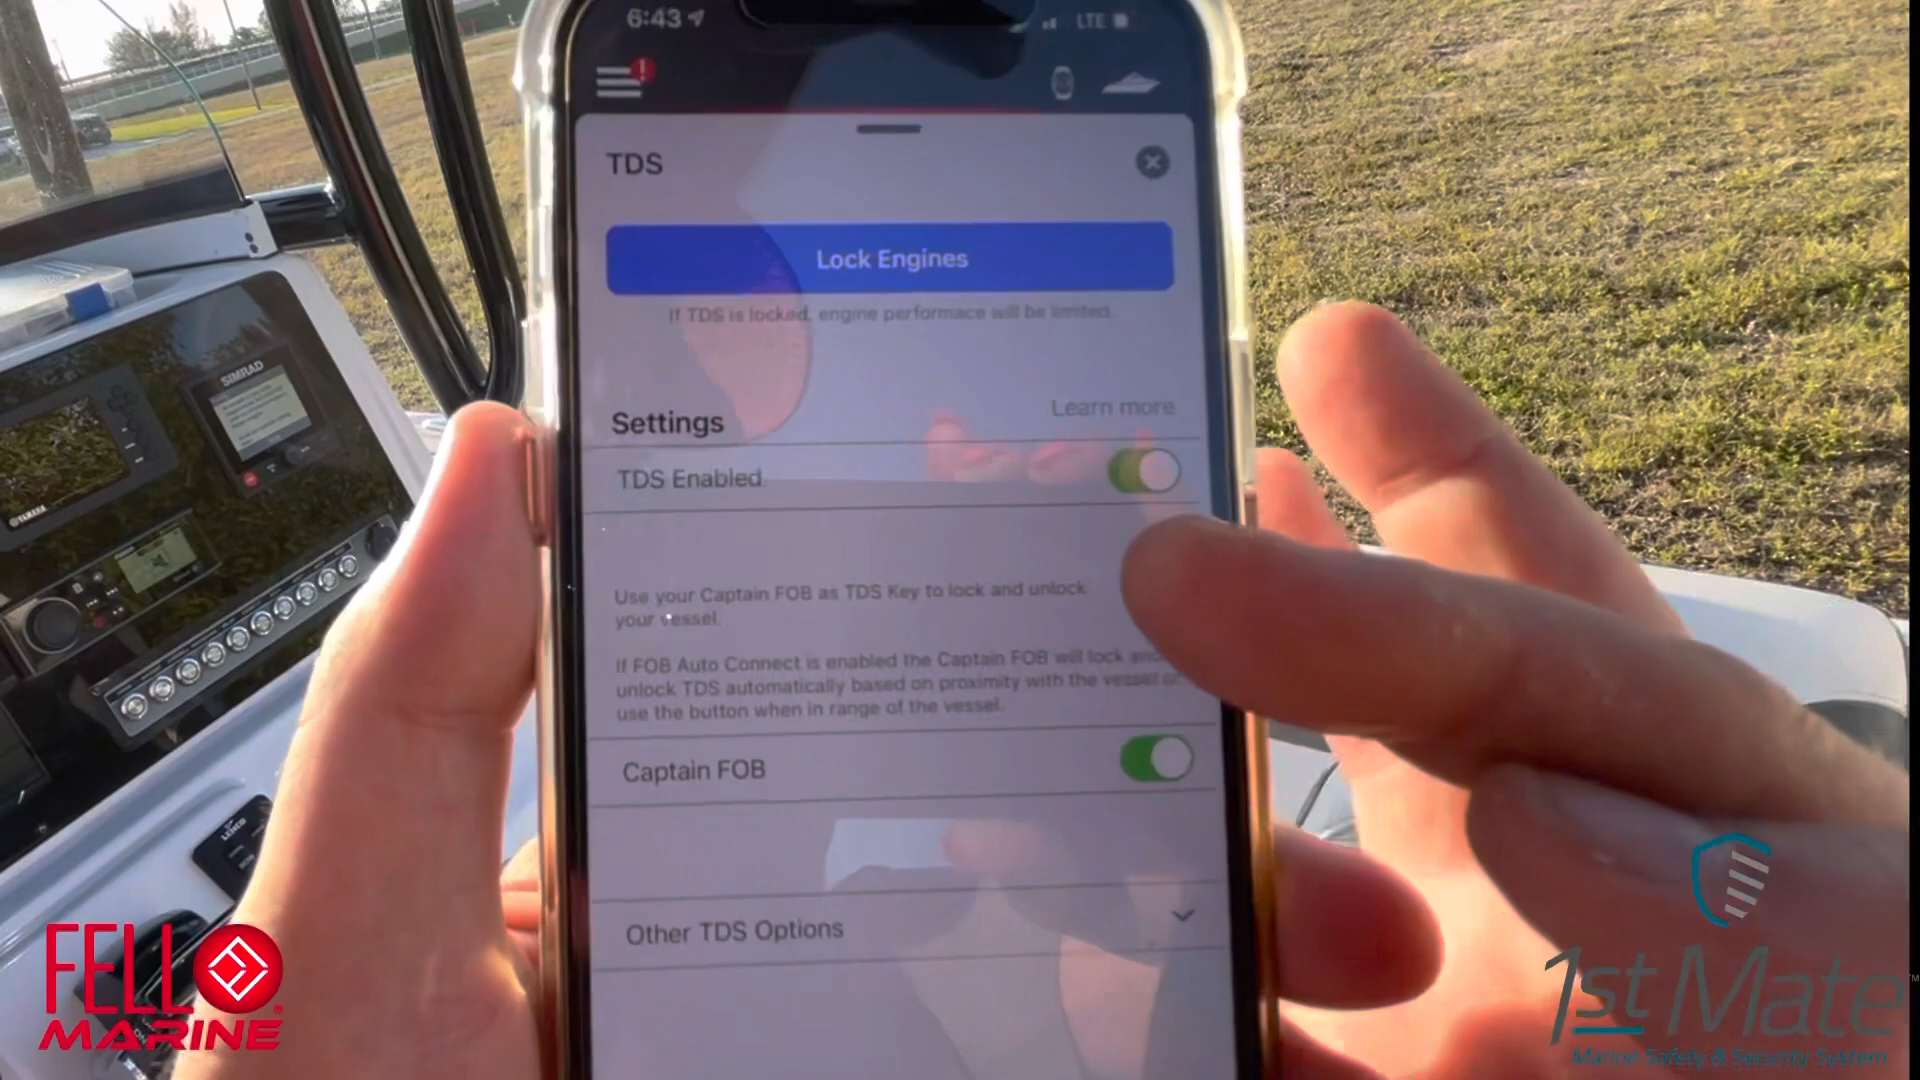 6:43
LTE
TDS
Lock Engines
If TDS is locked, engine performace will be limited.
Settings
Learn more
TDS Enabled
Use your Captain FOB as TDS Key to lock and unlock
your vessel.
If FOB Auto Connect is enabled the Captain FOB will lock and
unlock TDS automatically based on proximity with the vessel or
use the button when in range of the vessel.
Captain FOB
Other TDS Options
SIMRAD
YAMAHA
LENCO
FELL
MARINE
1st Mate
Marine Safety & Security System